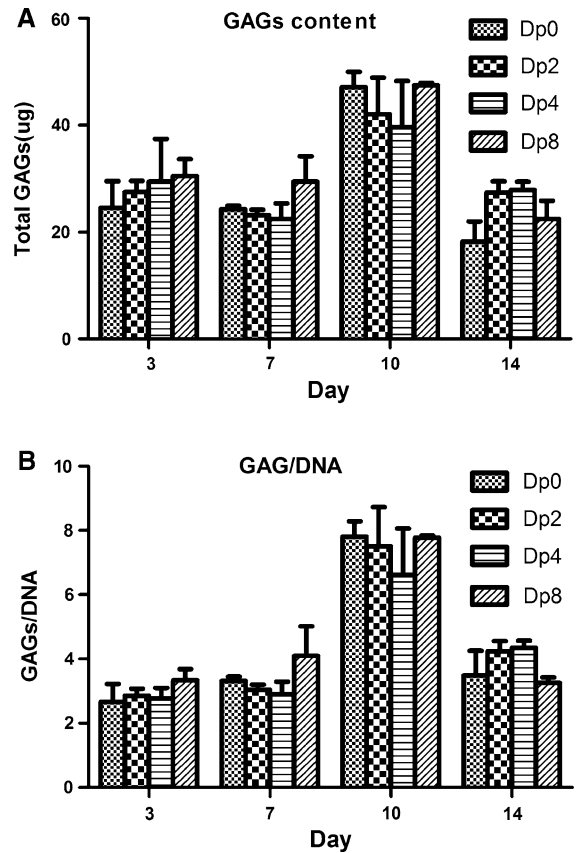 A
GAGs content
Dp0
Dp2
Dp4
Dp8
Total GAGs(ug)
60
40
20
0
3
7
10
14
Day
B
GAG/DNA
Dp0
Dp2
Dp4
Dp8
GAGs/DNA
10
8
6
4
2
0
3
7
10
14
Day